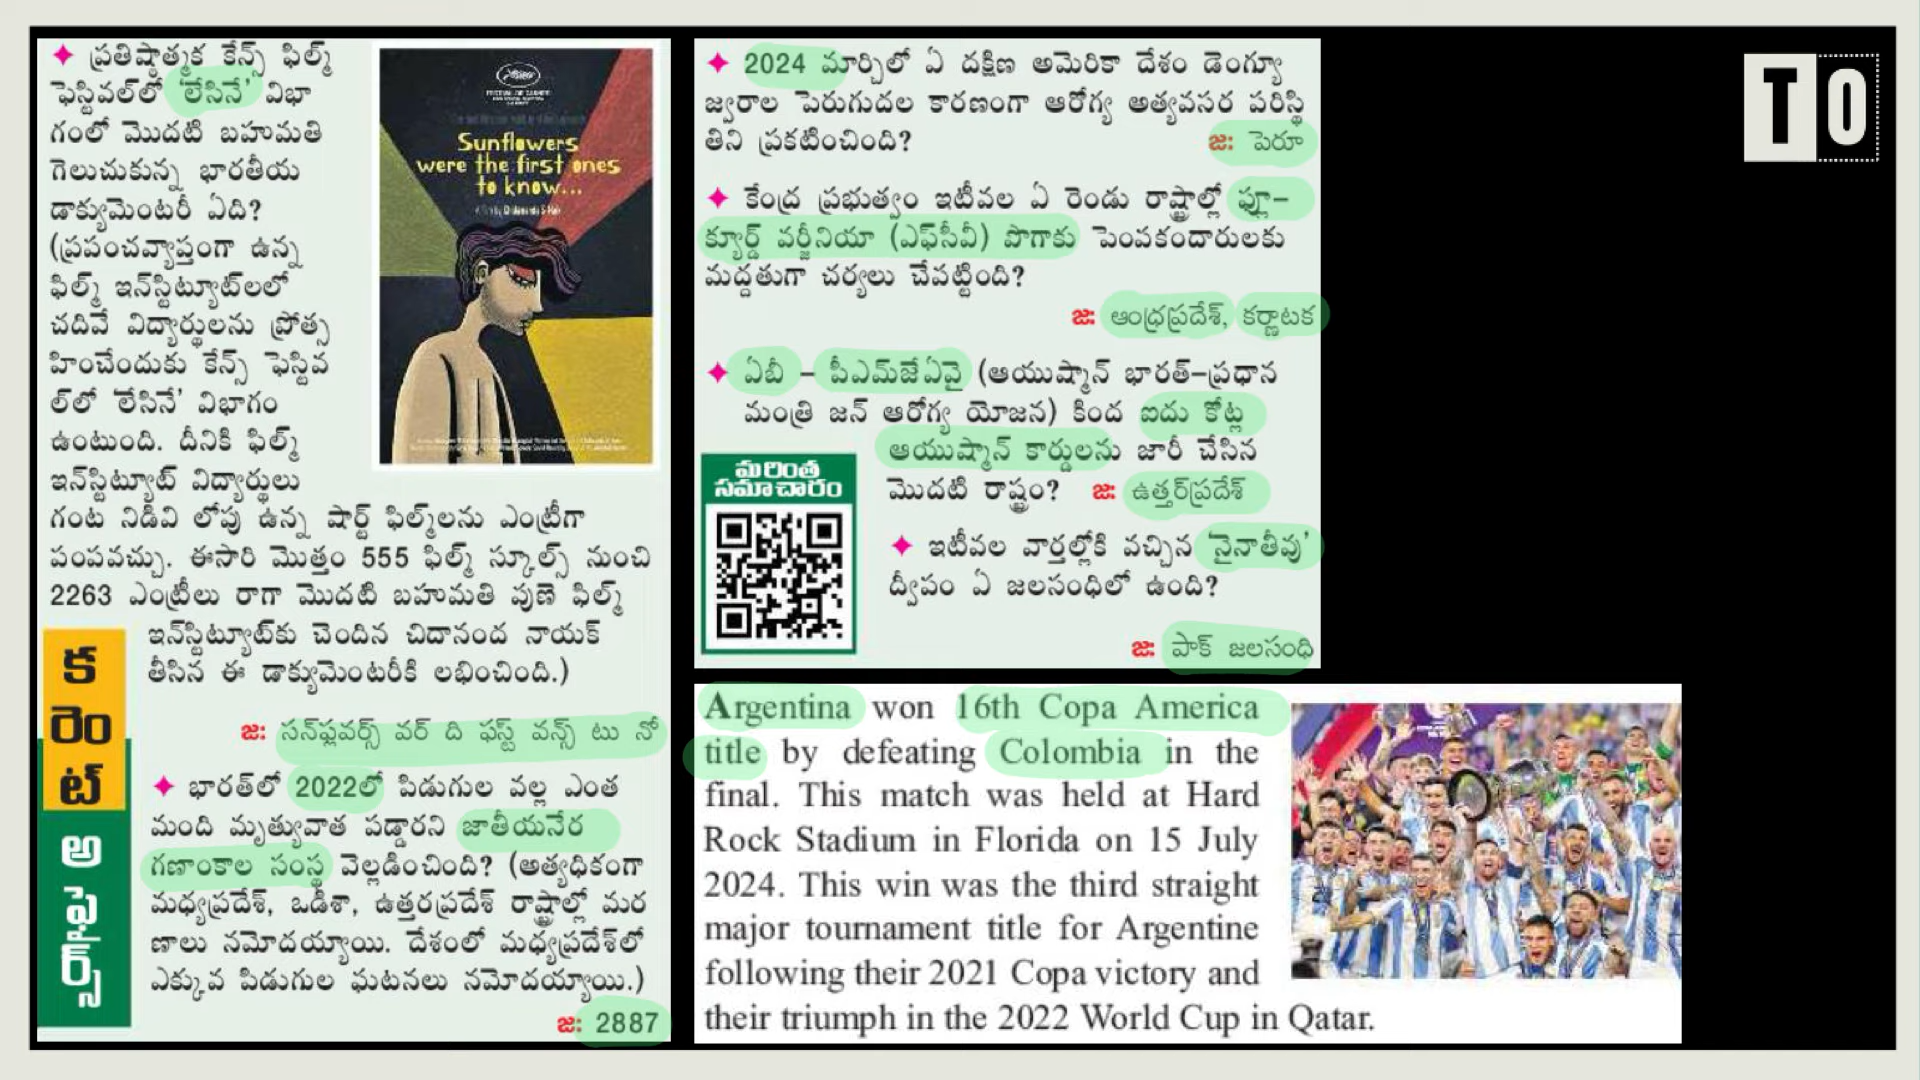 ✦ ప్రతిష్ఠాత్మక కేన్స్ ఫిల్మ్
ఫెస్టివల్‌లో 'లేసినే' విభా
గంలో మొదటి బహుమతి
గెలుచుకున్న భారతీయ
డాక్యుమెంటరీ ఏది?
(ప్రపంచవ్యాప్తంగా ఉన్న
ఫిల్మ్ ఇన్‌స్టిట్యూట్‌లలో
చదివే విద్యార్థులను ప్రోత్స
హించేందుకు కేన్స్ ఫెస్టివ
ల్‌లో 'లేసినే' విభాగం
ఉంటుంది. దీనికి ఫిల్మ్
ఇన్‌స్టిట్యూట్ విద్యార్థులు
గంట నిడివి లోపు ఉన్న షార్ట్ ఫిల్మ్‌లను ఎంట్రీగా
పంపవచ్చు. ఈసారి మొత్తం 555 ఫిల్మ్ స్కూల్స్ నుంచి
2263 ఎంట్రీలు రాగా మొదటి బహుమతి పుణె ఫిల్మ్
ఇన్‌స్టిట్యూట్‌కు చెందిన చిదానంద నాయక్
తీసిన ఈ డాక్యుమెంటరీకి లభించింది.)
జ: సన్‌ఫ్లవర్స్ వర్ ది ఫస్ట్ వన్స్ టు నో
✦ భారత్‌లో 2022లో పిడుగుల వల్ల ఎంత
మంది మృత్యువాత పడ్డారని జాతీయనేర
గణాంకాల సంస్థ వెల్లడించింది? (అత్యధికంగా
మధ్యప్రదేశ్, ఒడిశా, ఉత్తరప్రదేశ్ రాష్ట్రాల్లో మర
ణాలు నమోదయ్యాయి. దేశంలో మధ్యప్రదేశ్‌లో
ఎక్కువ పిడుగుల ఘటనలు నమోదయ్యాయి.)
జ: 2887
కరెంట్ అఫైర్స్
FESTIVAL DE CANNES
Sunflowers
were the first ones
to know...
✦ 2024 మార్చిలో ఏ దక్షిణ అమెరికా దేశం డెంగ్యూ
జ్వరాల పెరుగుదల కారణంగా ఆరోగ్య అత్యవసర పరిస్థి
తిని ప్రకటించింది? జ: పెరూ
✦ కేంద్ర ప్రభుత్వం ఇటీవల ఏ రెండు రాష్ట్రాల్లో ఫ్లూ-
క్యూర్డ్ వర్జీనియా (ఎఫ్‌సీవీ) పొగాకు పెంపకందారులకు
మద్దతుగా చర్యలు చేపట్టింది?
జ: ఆంధ్రప్రదేశ్, కర్ణాటక
✦ ఏబీ - పీఎమ్‌జేఏవై (ఆయుష్మాన్ భారత్-ప్రధాన
మంత్రి జన్ ఆరోగ్య యోజన) కింద ఐదు కోట్ల
ఆయుష్మాన్ కార్డులను జారీ చేసిన
మొదటి రాష్ట్రం? జ: ఉత్తర్‌ప్రదేశ్
✦ ఇటీవల వార్తల్లోకి వచ్చిన 'నైనాతీవు'
ద్వీపం ఏ జలసంధిలో ఉంది?
జ: పాక్ జలసంధి
మరింత
సమాచారం
Argentina won 16th Copa America
title by defeating Colombia in the
final. This match was held at Hard
Rock Stadium in Florida on 15 July
2024. This win was the third straight
major tournament title for Argentine
following their 2021 Copa victory and
their triumph in the 2022 World Cup in Qatar.
TO